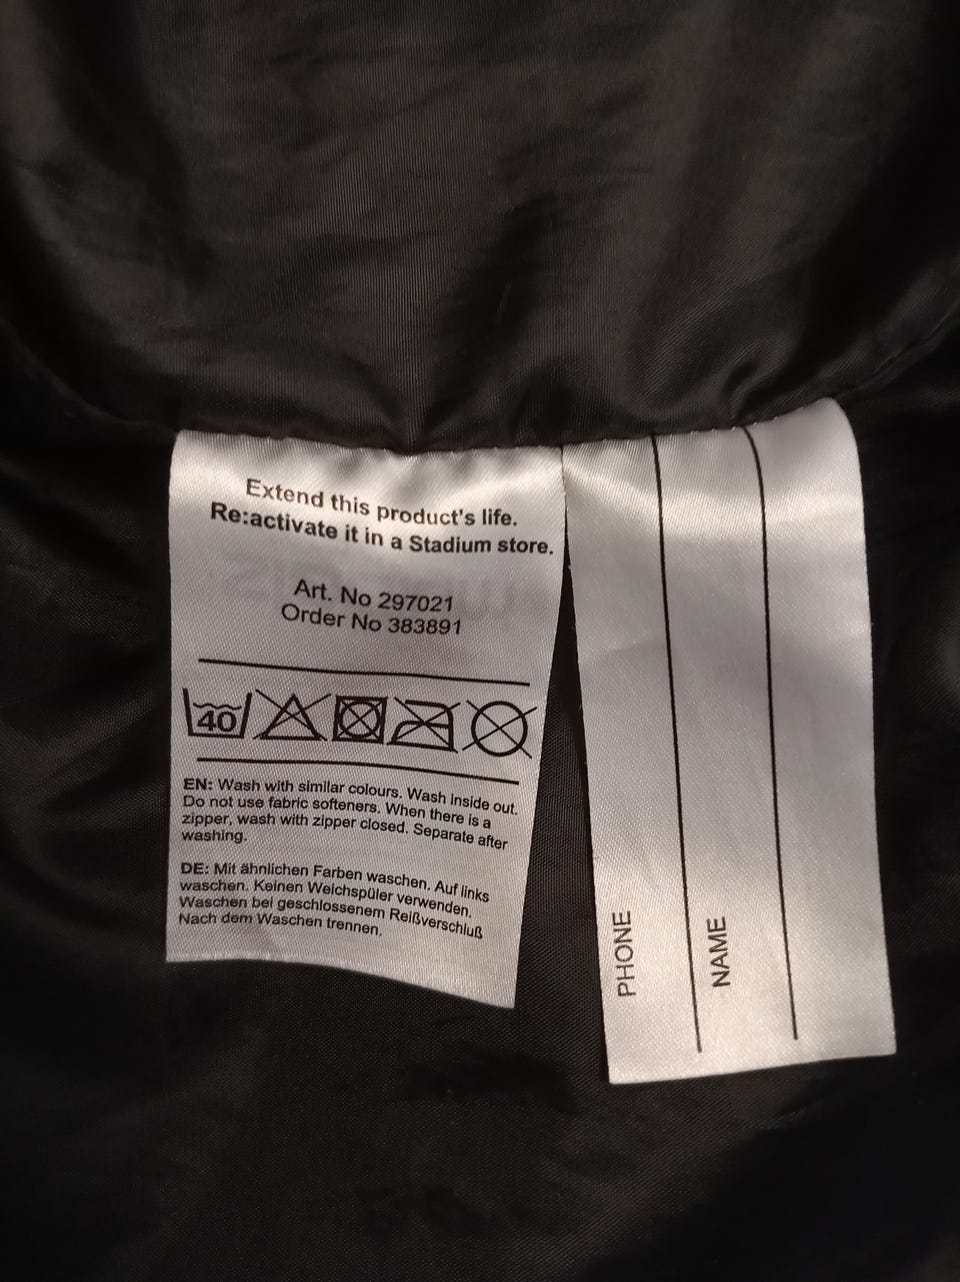 Extend this product's life.
Re:activate it in a Stadium store.
Art. No 297021
Order No 383891
40
EN: Wash with similar colours. Wash inside out.
Do not use fabric softeners. When there is a
zipper, wash with zipper closed. Separate after
washing.
DE: Mit ähnlichen Farben waschen. Auf links
waschen. Keinen Weichspüler verwenden.
Waschen bei geschlossenem Reißverschluß
Nach dem Waschen trennen.
PHONE
NAME